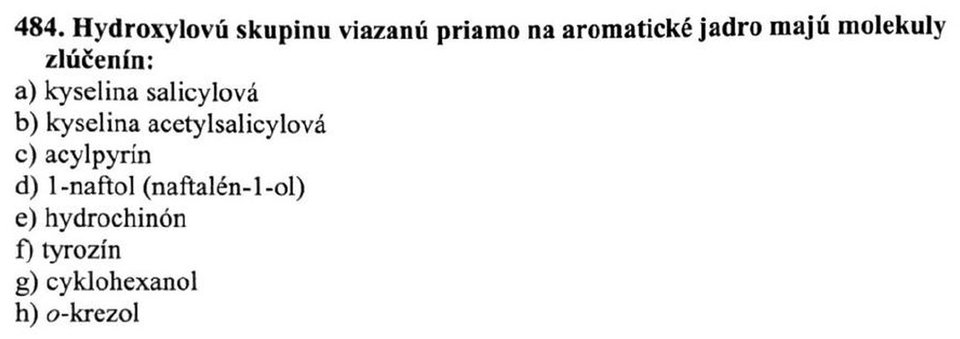 484. Hydroxylovú skupinu viazanú priamo na aromatické jadro majú molekuly
zlúčenín:
a) kyselina salicylová
b) kyselina acetylsalicylová
c) acylpyrín
d) 1-naftol (naftalén-1-ol)
e) hydrochinón
f) tyrozín
g) cyklohexanol
h) o-krezol